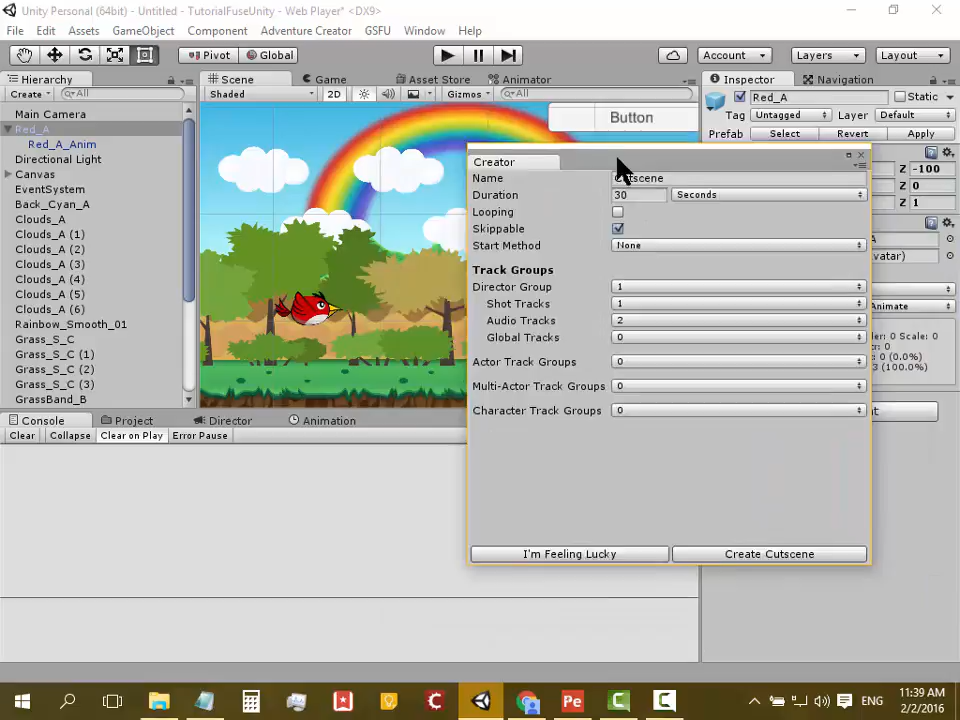 Unity Personal (64bit) - Untitled - TutorialFuseUnity - Web Player* <DX9>
File Edit Assets GameObject Component Adventure Creator GSFU Window Help
Pivot Global Account Layers Layout
Hierarchy Scene Game Asset Store Animator Inspector Navigation
Create All Shaded 2D Gizmos All Red_A Static
Main Camera Button Tag Untagged Layer Default
Red_A Prefab Select Revert Apply
Red_A_Anim
Directional Light
Canvas
EventSystem
Back_Cyan_A
Clouds_A
Clouds_A (1)
Clouds_A (2)
Clouds_A (3)
Clouds_A (4)
Clouds_A (5)
Clouds_A (6)
Rainbow_Smooth_01
Grass_S_C
Grass_S_C (1)
Grass_S_C (2)
Grass_S_C (3)
GrassBand_B
Creator
Name Cutscene
Duration 30 Seconds
Looping
Skippable
Start Method None
Track Groups
Director Group 1
Shot Tracks 1
Audio Tracks 2
Global Tracks 0
Actor Track Groups 0
Multi-Actor Track Groups 0
Character Track Groups 0
I'm Feeling Lucky Create Cutscene
Z -100
Z 0
Z 1
Console Project Director Animation
Clear Collapse Clear on Play Error Pause
ENG 11:39 AM
2/2/2016